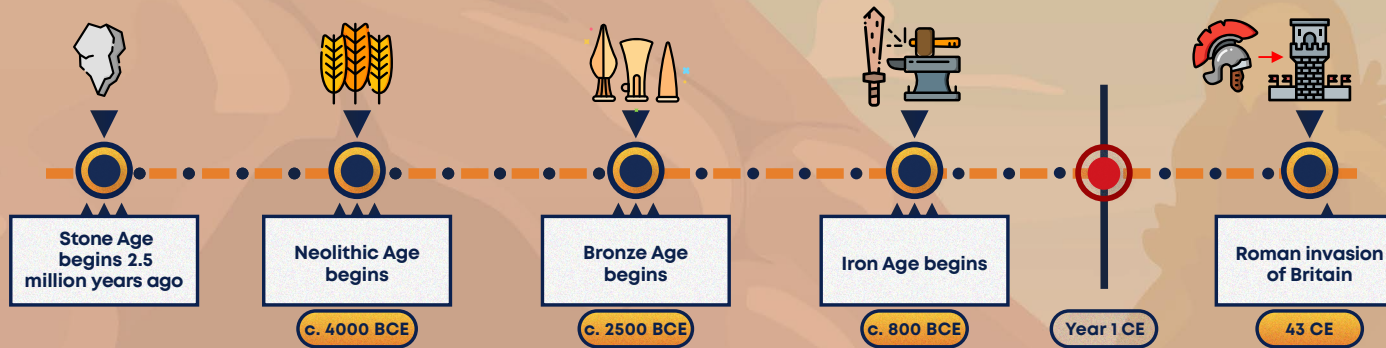 Stone Age
begins 2.5
million years ago
Neolithic Age
begins
c. 4000 BCE
Bronze Age
begins
c. 2500 BCE
Iron Age begins
c. 800 BCE
Year 1 CE
Roman invasion
of Britain
43 CE